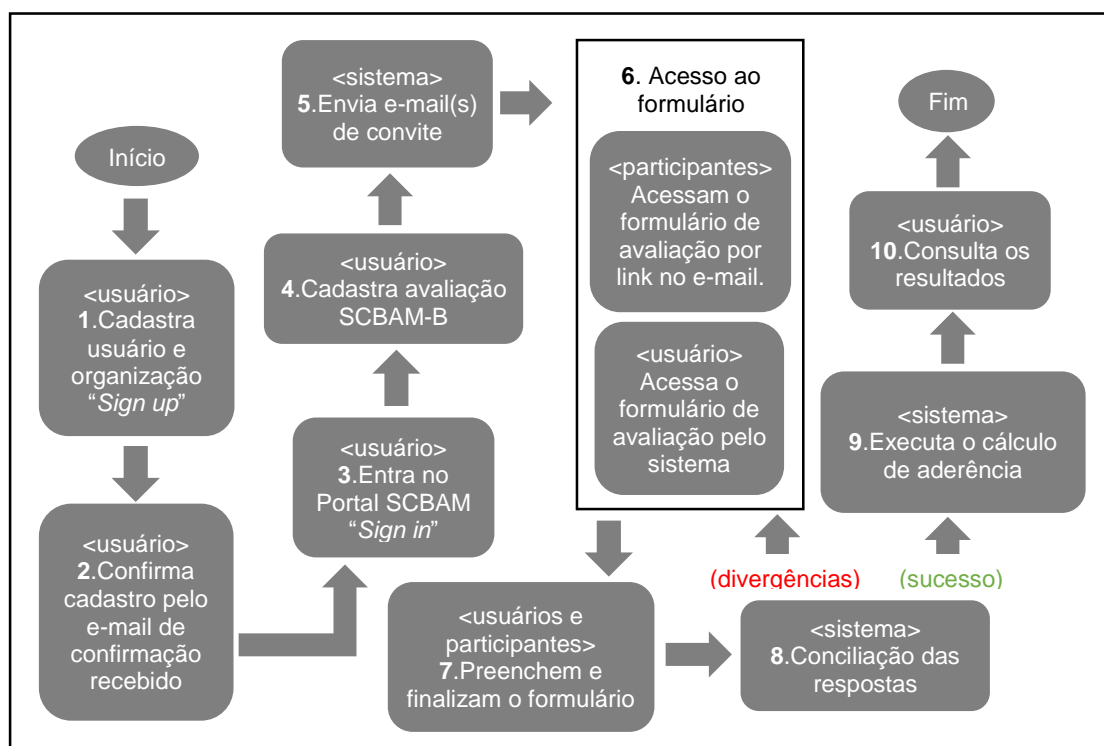 Início
<usuário>
1.Cadastra
usuário e
organização
“Sign up”
<usuário>
2.Confirma
cadastro pelo
e-mail de
confirmação
recebido
<usuário>
3.Entra no
Portal SCBAM
“Sign in”
<usuário>
4.Cadastra avaliação
SCBAM-B
<sistema>
5.Envia e-mail(s)
de convite
6. Acesso ao
formulário
<participantes>
Acessam o
formulário de
avaliação por
link no e-mail.
<usuário>
Acessa o
formulário de
avaliação pelo
sistema
<usuários e
participantes>
7.Preenchem e
finalizam o formulário
<sistema>
8.Conciliação das
respostas
(divergências)
(sucesso)
<sistema>
9.Executa o cálculo
de aderência
<usuário>
10.Consulta os
resultados
Fim